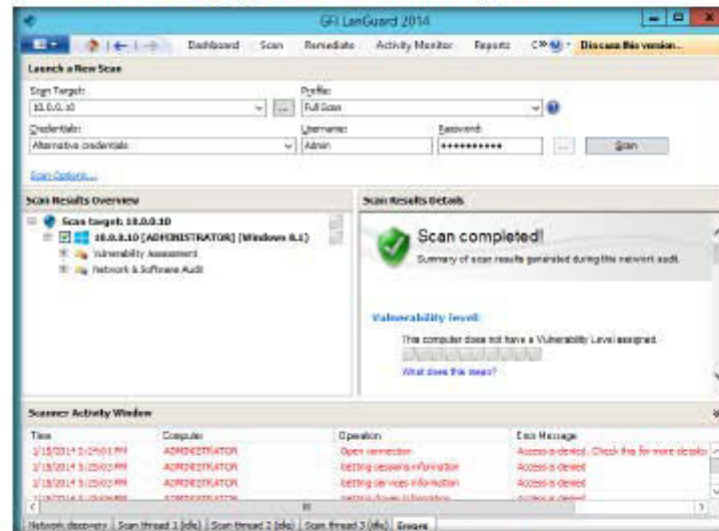 GFI LanGuard 2014
Dashboard Scan Remediate Activity Monitor Reports Discuss this version...
Launch a New Scan
Scan Target: Profile:
10.0.0.10 ... Full Scan
Credentials: Username: Password:
Alternative credentials Admin •••••••••• ... Scan
Scan Options...
Scan Results Overview Scan Results Details
Scan target: 10.0.0.10
10.0.0.10 [ADMINISTRATOR] (Windows 8.1)
Vulnerability Assessment
Network & Software Audit
Scan completed!
Summary of scan results generated during this network audit.
Vulnerability level:
This computer does not have a Vulnerability Level assigned.
What does this mean?
Scanner Activity Window
Time Computer Operation Error Message
ADMINISTRATOR Open connection Access is denied. Check this for more details
ADMINISTRATOR Getting sessions information Access is denied
ADMINISTRATOR Getting services information Access is denied
ADMINISTRATOR
Network discovery Scan thread 1 (idle) Scan thread 2 (idle) Scan thread 3 (idle) Errors